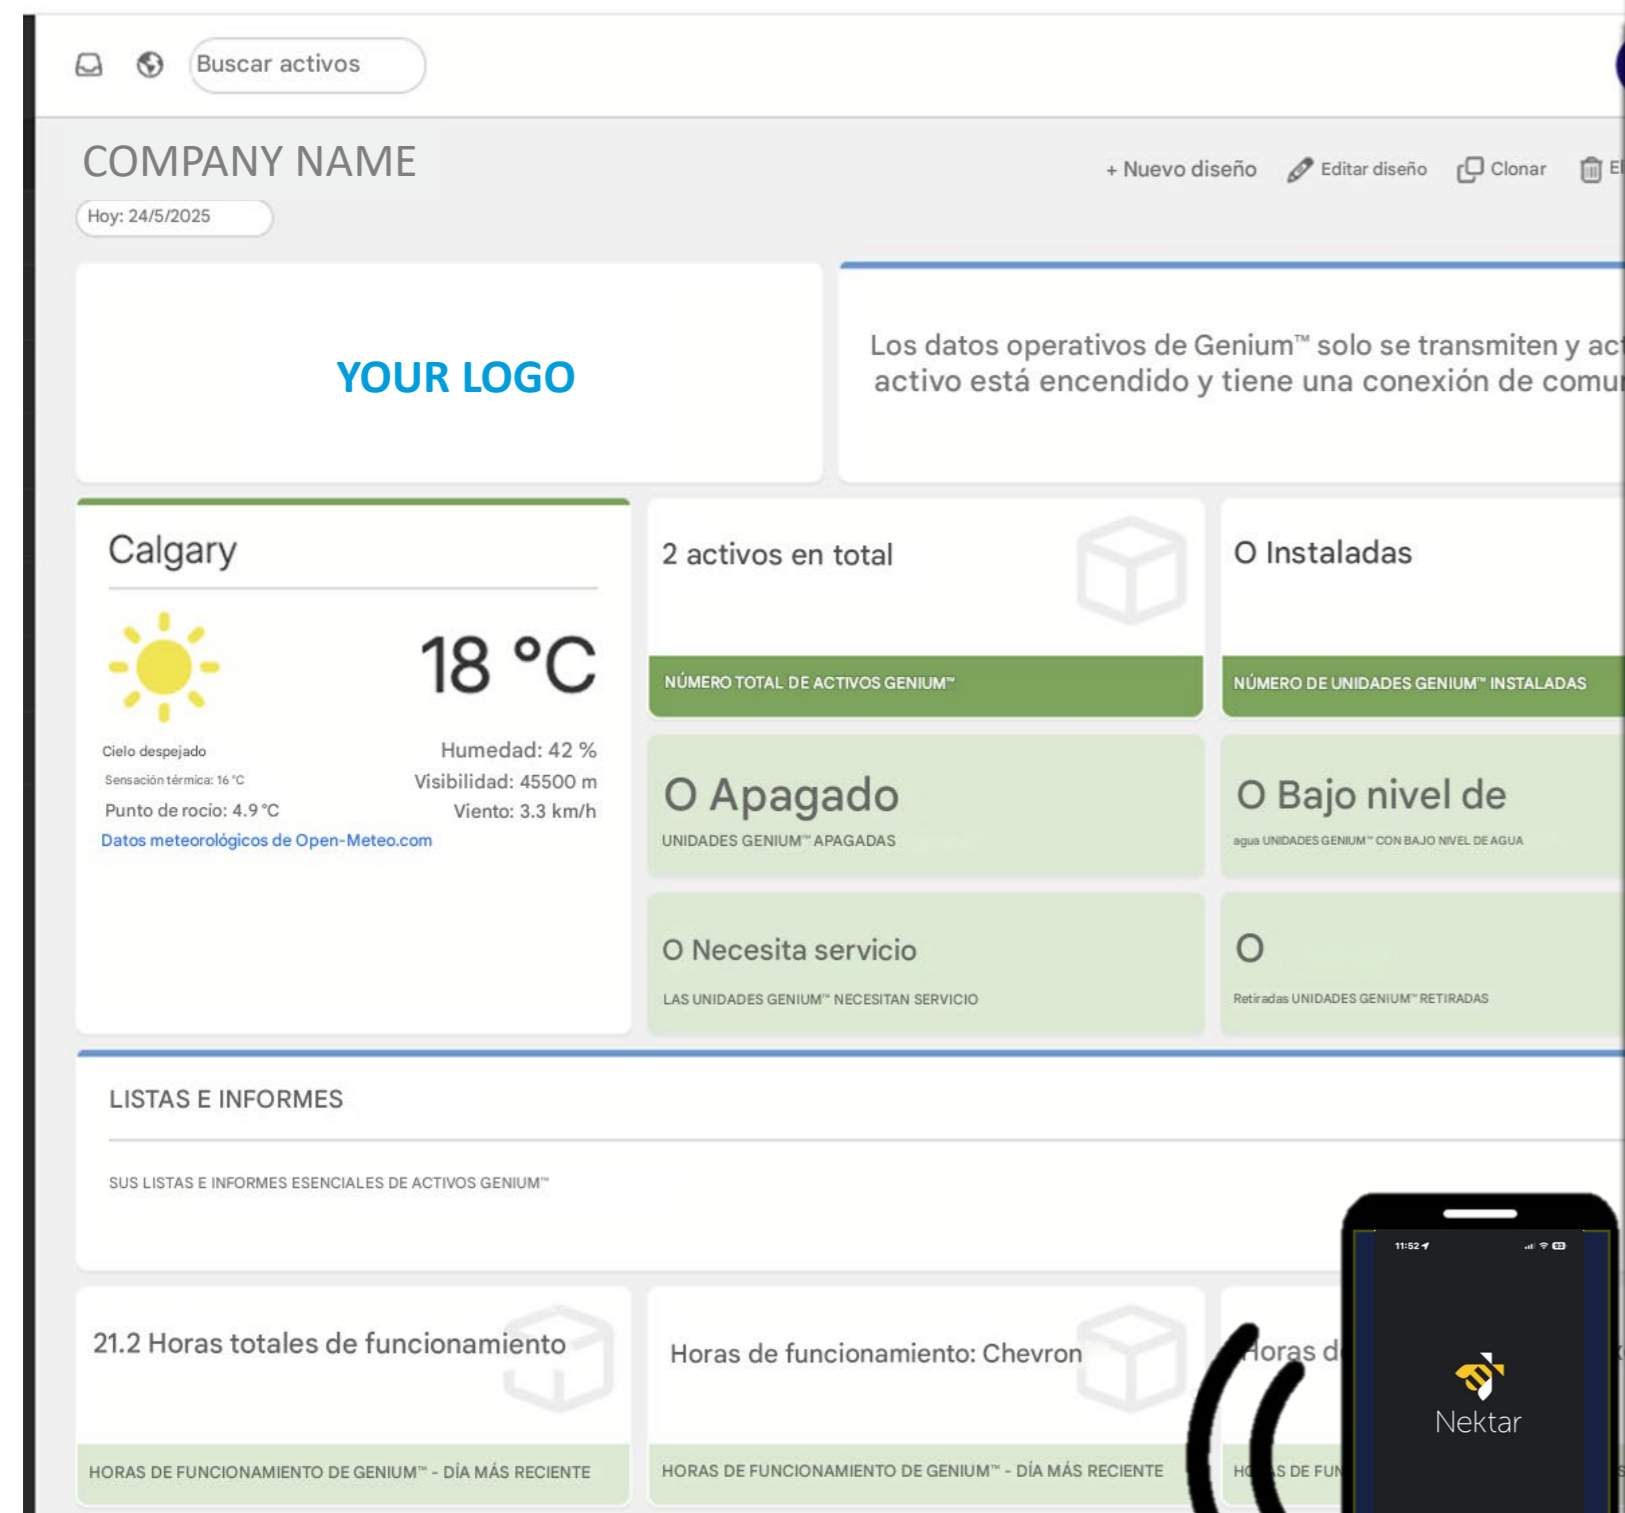 Buscar activos
COMPANY NAME
+ Nuevo diseño Editar diseño Clonar
Hoy: 24/5/2025
YOUR LOGO
Los datos operativos de Genium™ solo se transmiten y
activo está encendido y tiene una conexión de
Calgary
18 °C
Cielo despejado
Sensación térmica: 16 °C
Punto de rocío: 4.9 °C
Humedad: 42 %
Visibilidad: 45500 m
Viento: 3.3 km/h
Datos meteorológicos de Open-Meteo.com
2 activos en total
NÚMERO TOTAL DE ACTIVOS GENIUM™
O Instaladas
NÚMERO DE UNIDADES GENIUM™ INSTALADAS
O Apagado
UNIDADES GENIUM™ APAGADAS
O Bajo nivel de
agua UNIDADES GENIUM™ CON BAJO NIVEL DE AGUA
O Necesita servicio
LAS UNIDADES GENIUM™ NECESITAN SERVICIO
O
Retiradas UNIDADES GENIUM™ RETIRADAS
LISTAS E INFORMES
SUS LISTAS E INFORMES ESENCIALES DE ACTIVOS GENIUM™
21.2 Horas totales de funcionamiento
HORAS DE FUNCIONAMIENTO DE GENIUM™ - DÍA MÁS RECIENTE
Horas de funcionamiento: Chevron
HORAS DE FUNCIONAMIENTO DE GENIUM™ - DÍA MÁS RECIENTE
Horas
DE
11:52
93
Nektar